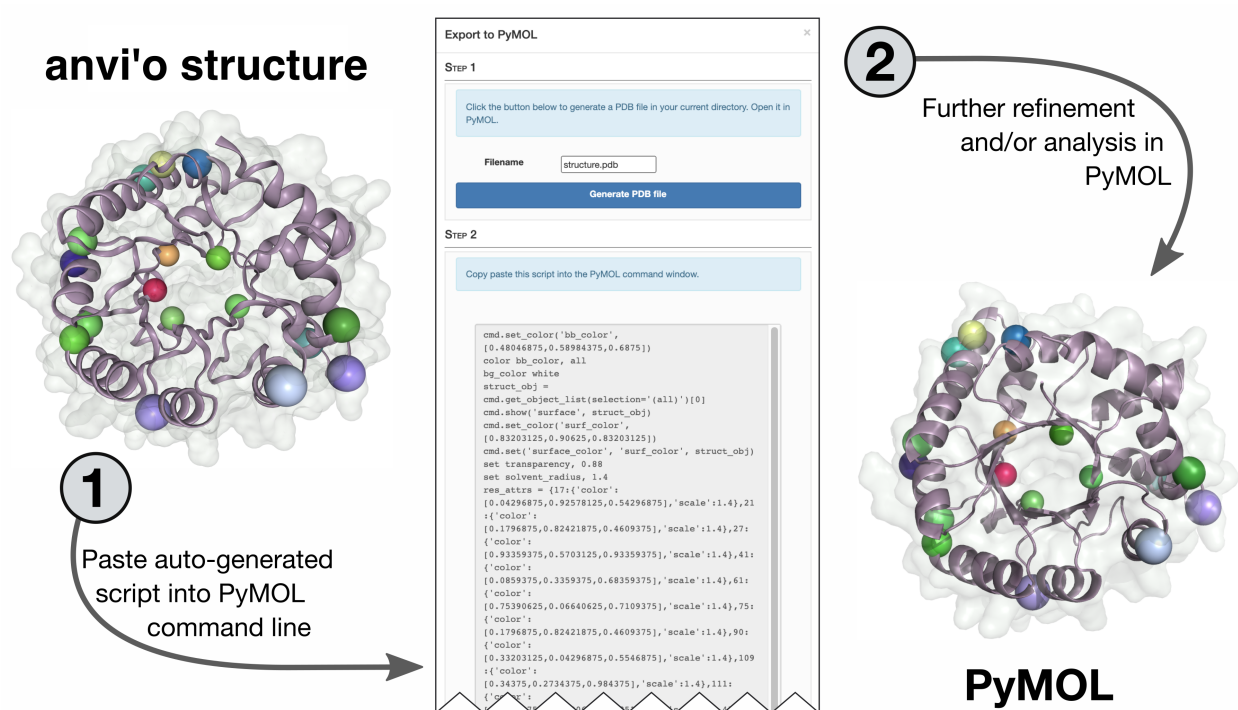 anvi'o structure
1
Paste auto-generated
script into PyMOL
command line
Export to PyMOL
×
STEP 1
Click the button below to generate a PDB file in your current directory. Open it in
PyMOL.
Filename
structure.pdb
Generate PDB file
STEP 2
Copy paste this script into the PyMOL command window.
cmd.set_color('bb_color',
[0.48046875,0.58984375,0.6875])
color bb_color, all
bg_color white
struct_obj =
cmd.get_object_list(selection='(all)')[0]
cmd.show('surface', struct_obj)
cmd.set_color('surf_color',
[0.83203125,0.90625,0.83203125])
cmd.set('surface_color', 'surf_color', struct_obj)
set transparency, 0.88
set solvent_radius, 1.4
res_attrs = {17:{'color':
[0.04296875,0.92578125,0.54296875],'scale':1.4},21
:{'color':
[0.1796875,0.82421875,0.4609375],'scale':1.4},27:
{'color':
[0.93359375,0.5703125,0.93359375],'scale':1.4},41:
{'color':
[0.0859375,0.3359375,0.68359375],'scale':1.4},61:
{'color':
[0.75390625,0.06640625,0.7109375],'scale':1.4},75:
{'color':
[0.1796875,0.82421875,0.4609375],'scale':1.4},90:
{'color':
[0.33203125,0.04296875,0.5546875],'scale':1.4},109
:{'color':
[0.34375,0.2734375,0.984375],'scale':1.4},111:
2
Further refinement
and/or analysis in
PyMOL
PyMOL